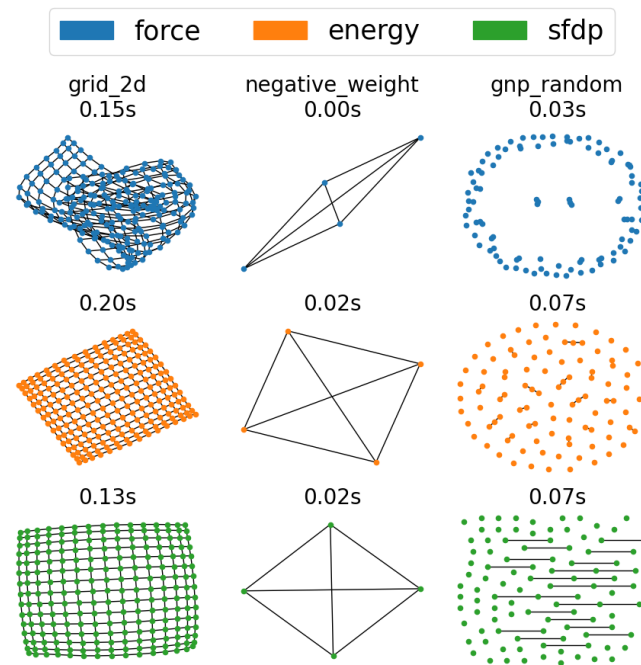 force energy sfdp
grid_2d negative_weight gnp_random
0.15s 0.00s 0.03s
0.20s 0.02s 0.07s
0.13s 0.02s 0.07s